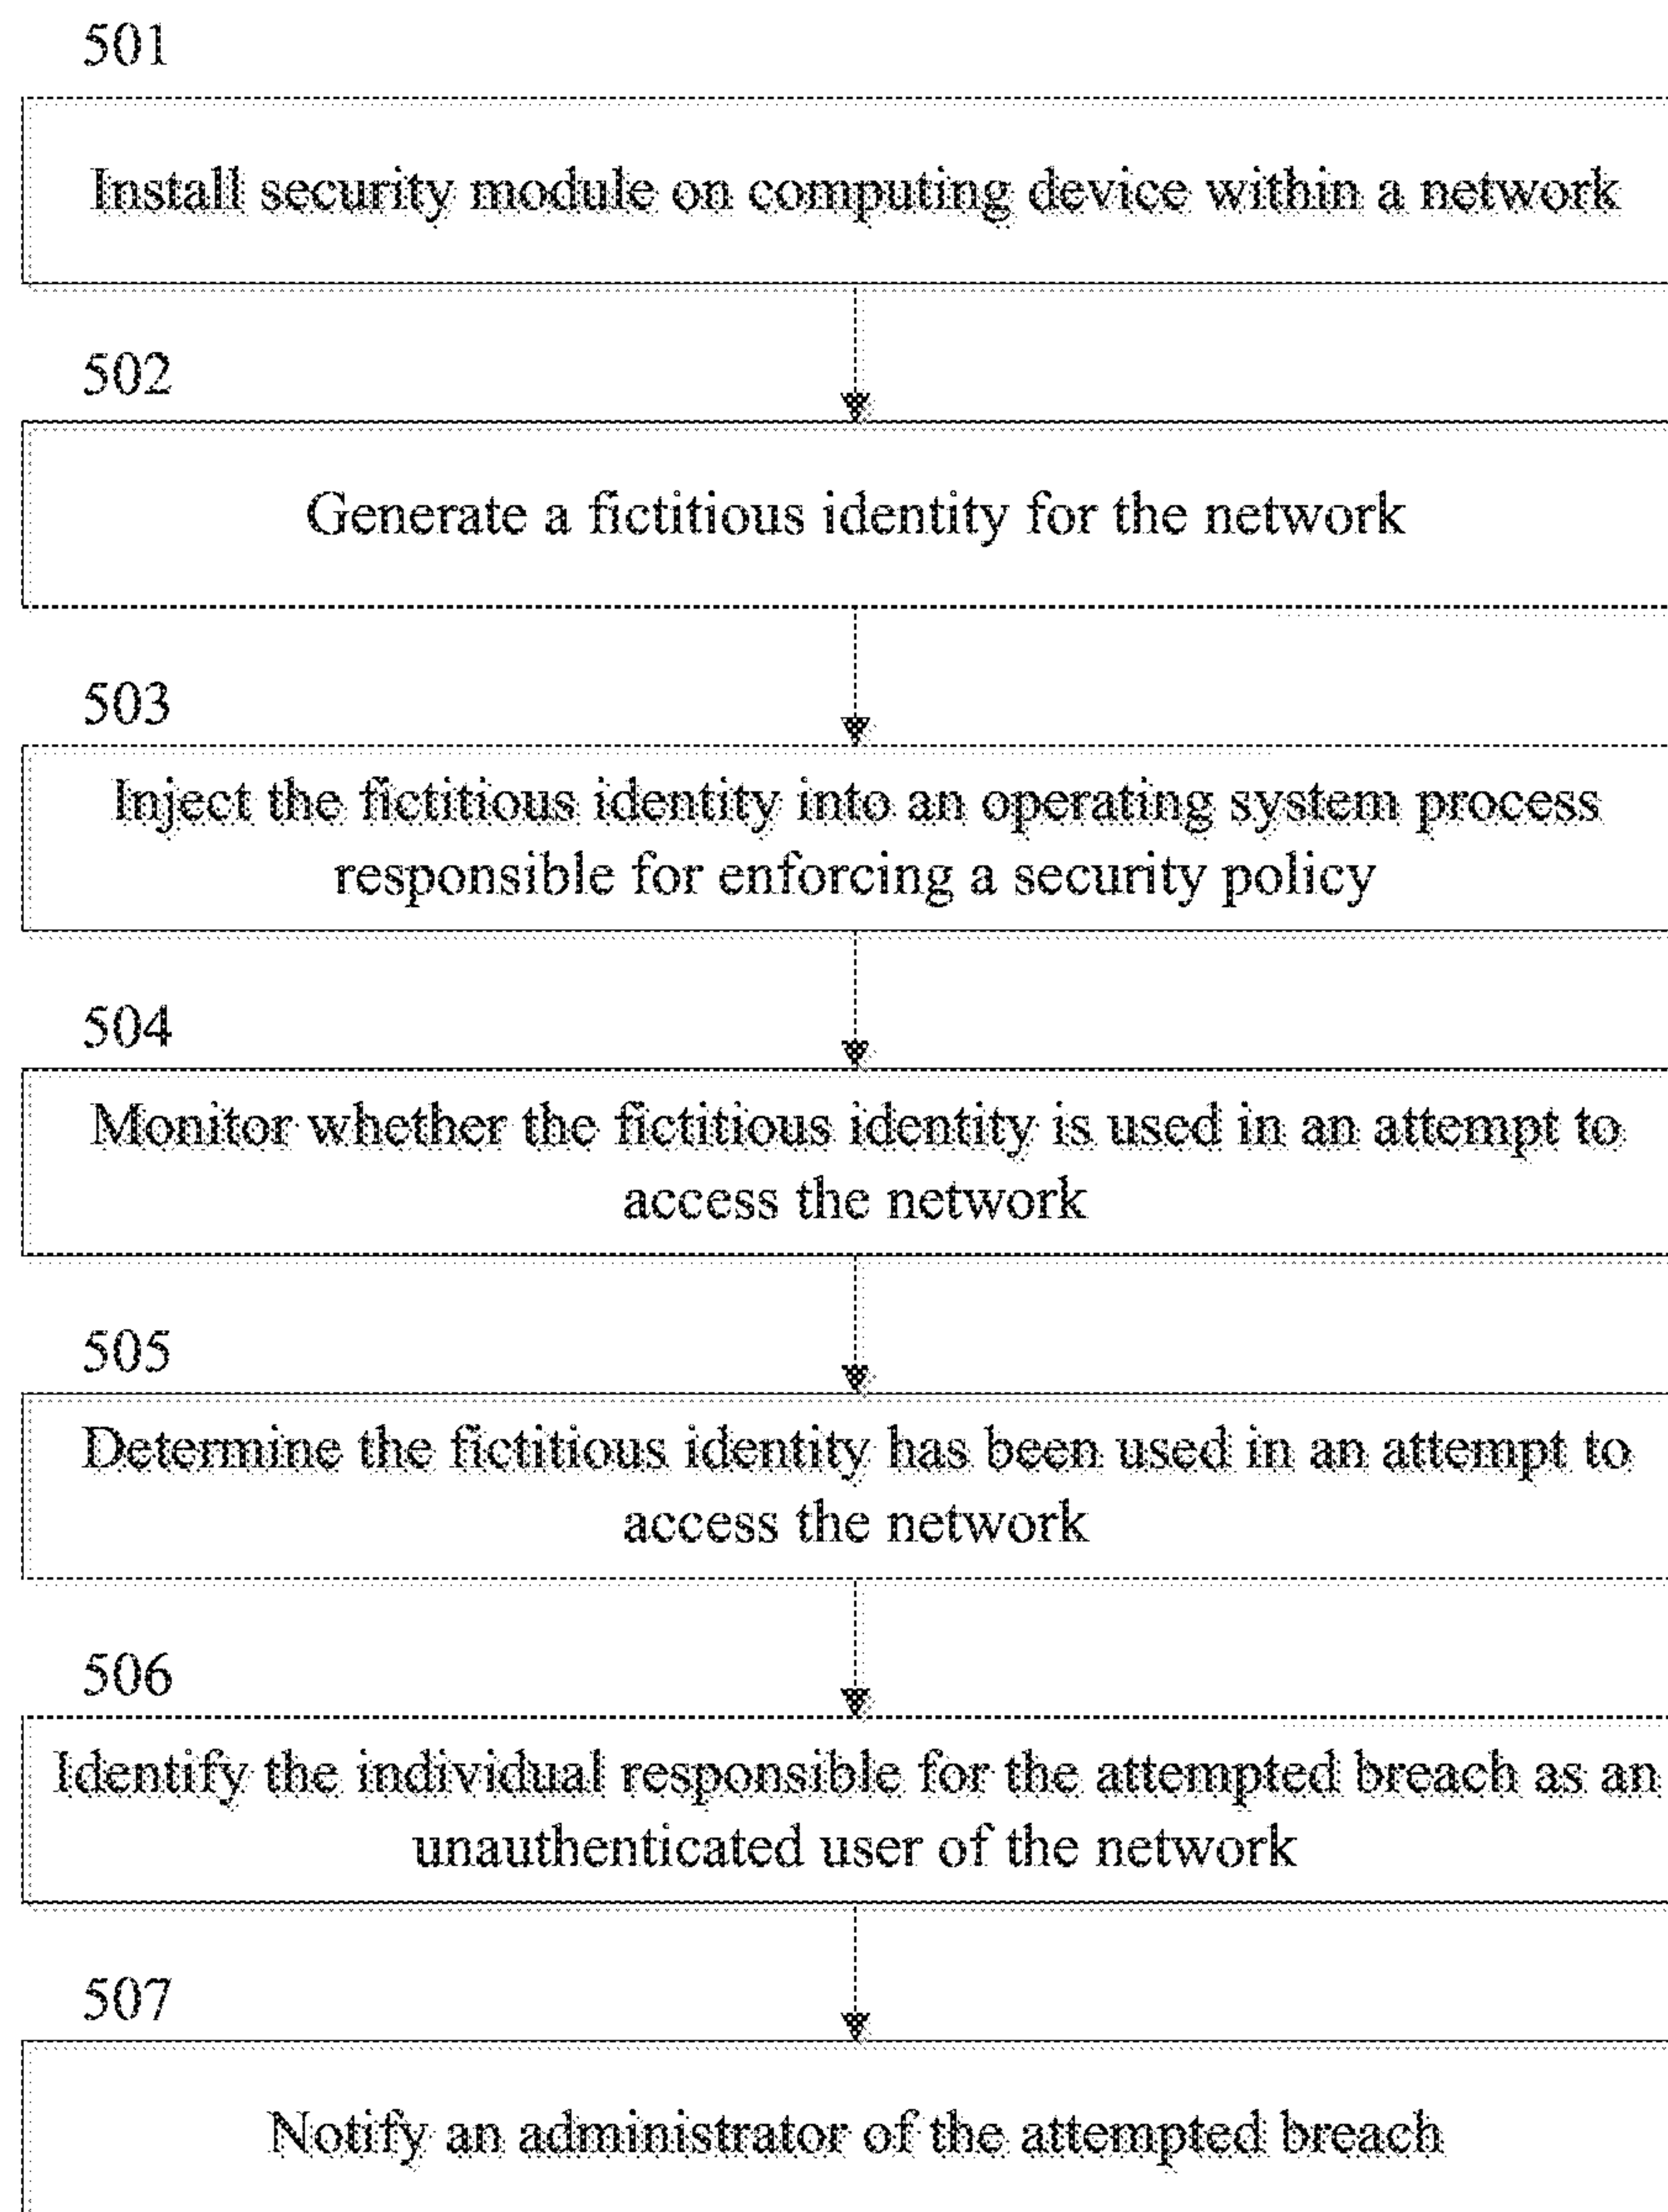 501
Install security module on computing device within a network
502
Generate a fictitious identity for the network
503
Inject the fictitious identity into an operating system process
responsible for enforcing a security policy
504
Monitor whether the fictitious identity is used in an attempt to
access the network
505
Determine the fictitious identity has been used in an attempt to
access the network
506
Identify the individual responsible for the attempted breach as an
unauthenticated user of the network
507
Notify an administrator of the attempted breach